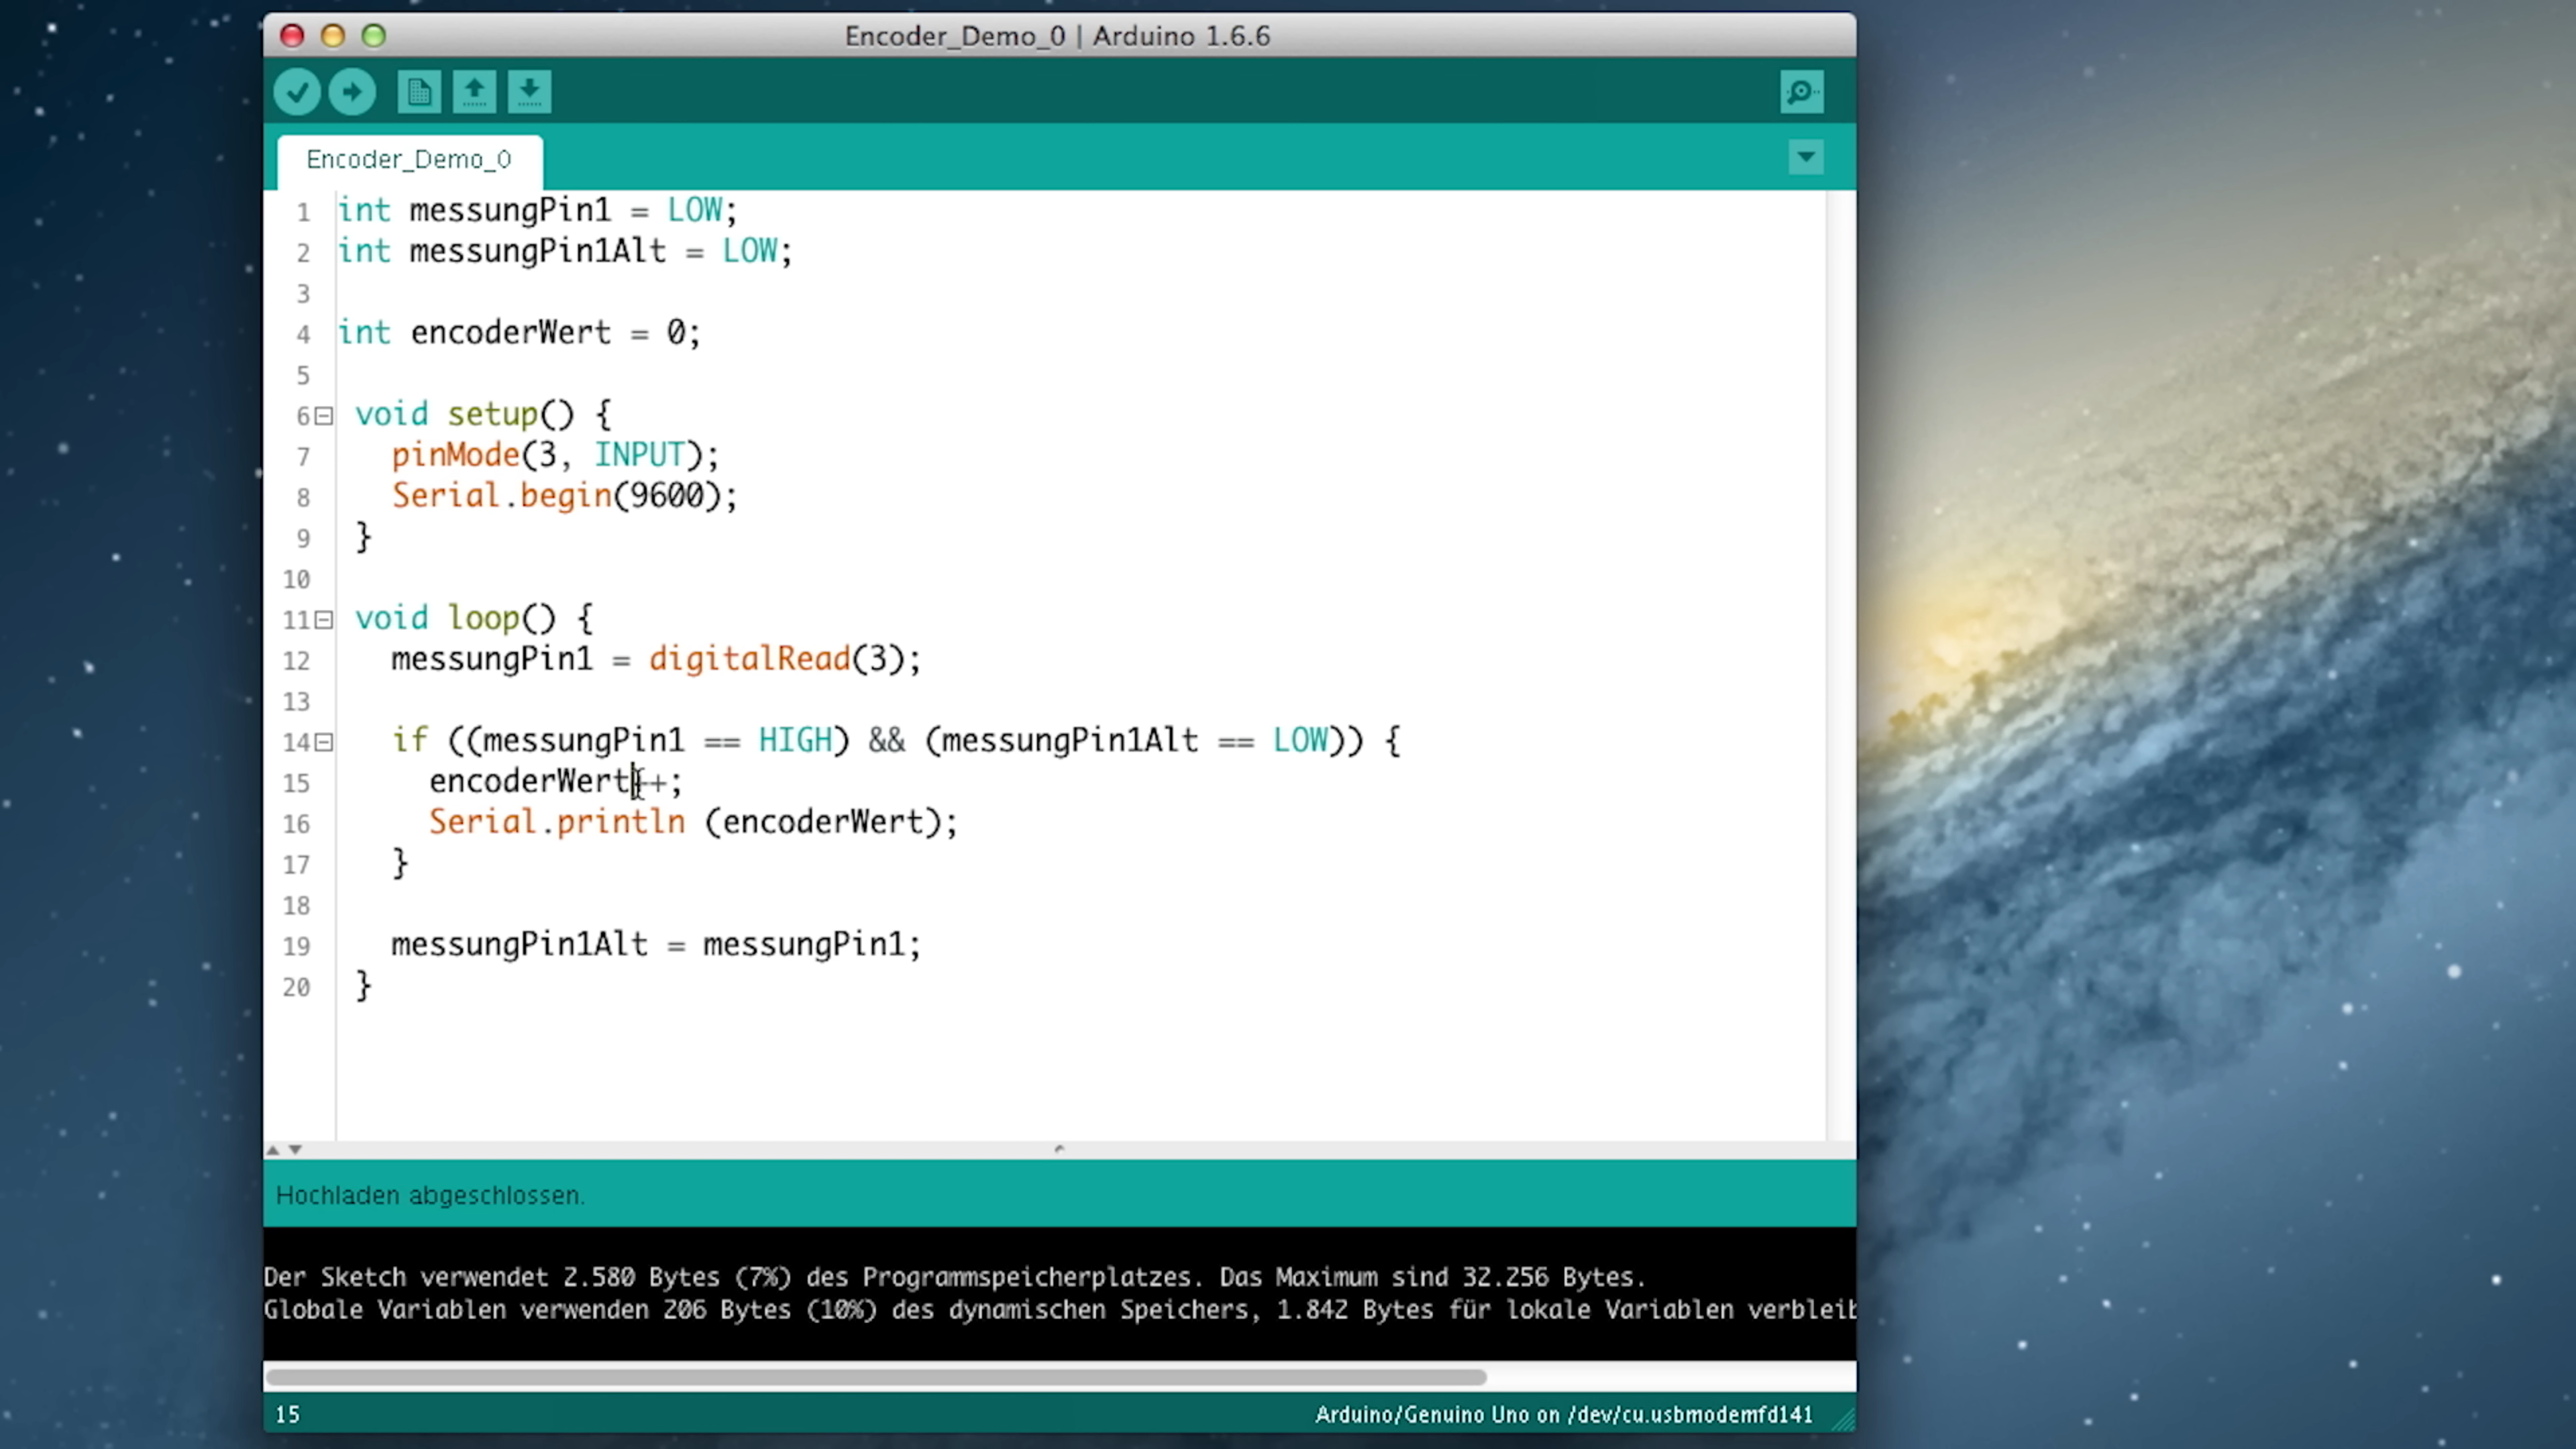 Encoder_Demo_0 | Arduino 1.6.6
Encoder_Demo_0
1 int messungPin1 = LOW;
2 int messungPin1Alt = LOW;
3
4 int encoderWert = 0;
5
6 void setup() {
7 pinMode(3, INPUT);
8 Serial.begin(9600);
9 }
10
11 void loop() {
12 messungPin1 = digitalRead(3);
13
14 if ((messungPin1 == HIGH) && (messungPin1Alt == LOW)) {
15 encoderWert++;
16 Serial.println (encoderWert);
17 }
18
19 messungPin1Alt = messungPin1;
20 }
Hochladen abgeschlossen.
Der Sketch verwendet 2.580 Bytes (7%) des Programmspeicherplatzes. Das Maximum sind 32.256 Bytes.
Globale Variablen verwenden 206 Bytes (10%) des dynamischen Speichers, 1.842 Bytes für lokale Variablen verbleib
15 Arduino/Genuino Uno on /dev/cu.usbmodemfd141